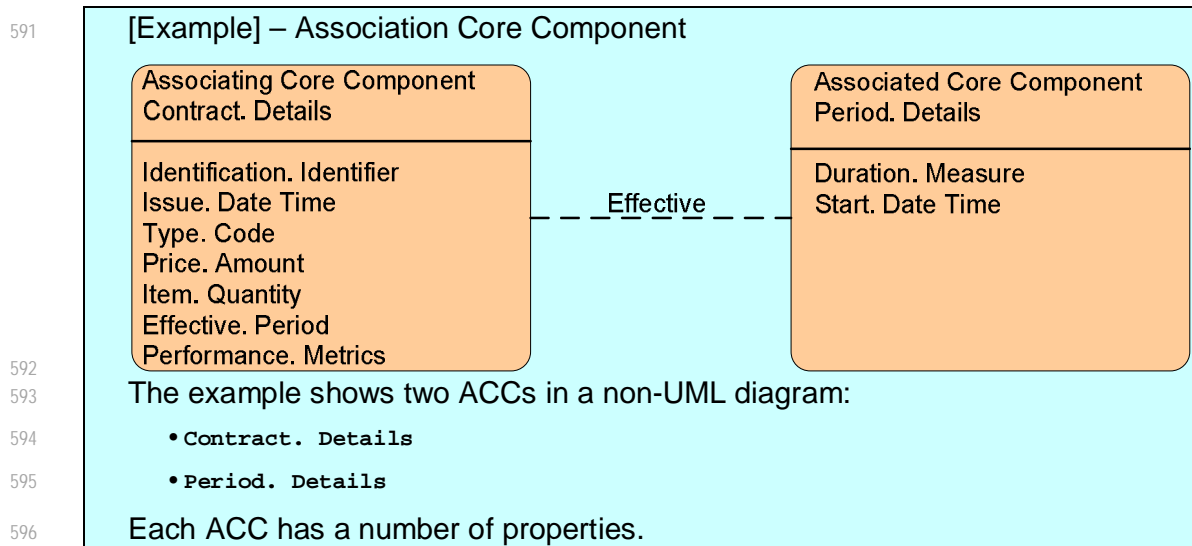 591 [Example] – Association Core Component
Associating Core Component
Contract. Details
Identification. Identifier
Issue. Date Time
Type. Code
Price. Amount
Item. Quantity
Effective. Period
Performance. Metrics
Effective
Associated Core Component
Period. Details
Duration. Measure
Start. Date Time
592
593 The example shows two ACCs in a non-UML diagram:
594 • Contract. Details
595 • Period. Details
596 Each ACC has a number of properties.